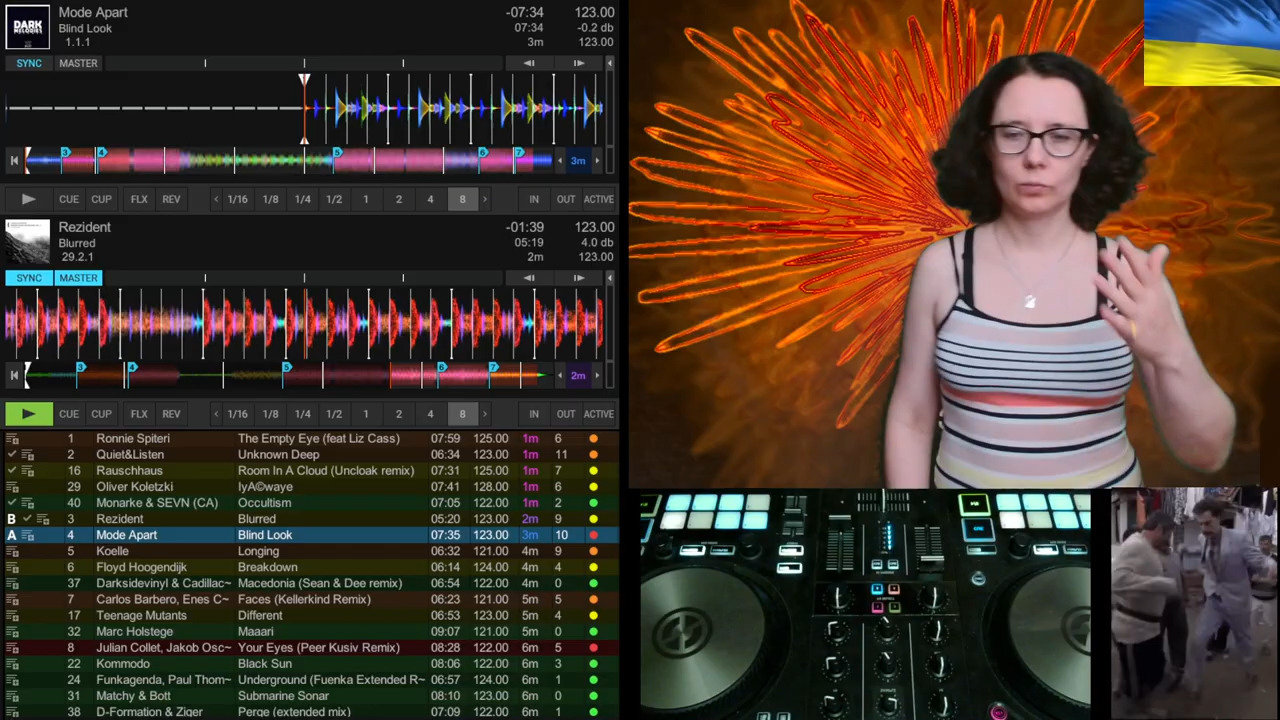 DARK
MELODIES
Mode Apart
Blind Look
1.1.1
-07:34
07:34
3m
123.00
-0.2 db
123.00
SYNC MASTER
3 4 5 6 7 3m
CUE CUP FLX REV 1/16 1/8 1/4 1/2 1 2 4 8 IN OUT ACTIVE
Rezident
Blurred
29.2.1
-01:39
05:19
2m
123.00
4.0 db
123.00
SYNC MASTER
3 4 5 6 7 2m
CUE CUP FLX REV 1/16 1/8 1/4 1/2 1 2 4 8 IN OUT ACTIVE
1 Ronnie Spiteri The Empty Eye (feat Liz Cass) 07:59 125.00 1m 6
2 Quiet&Listen Unknown Deep 06:34 123.00 1m 11
16 Rauschhaus Room In A Cloud (Uncloak remix) 07:31 125.00 1m 7
29 Oliver Koletzki IyA©waye 07:41 128.00 1m 6
40 Monarke & SEVN (CA) Occultism 07:05 122.00 1m 2
B 3 Rezident Blurred 05:20 123.00 2m 9
A 4 Mode Apart Blind Look 07:35 123.00 3m 10
5 Koelle Longing 06:32 121.00 4m 9
6 Floyd Hoogendijk Breakdown 06:14 124.00 4m 4
37 Darksidevinyl & Cadillac~ Macedonia (Sean & Dee remix) 06:54 122.00 4m 0
7 Carlos Barbero, Enes C~ Faces (Kellerkind Remix) 06:23 121.00 5m 5
17 Teenage Mutants Different 06:53 123.00 5m 4
32 Marc Holstege Maaari 09:07 121.00 5m 0
8 Julian Collet, Jakob Osc~ Your Eyes (Peer Kusiv Remix) 08:28 122.00 6m 5
22 Kommodo Black Sun 08:06 122.00 6m 3
24 Funkagenda, Paul Thom~ Underground (Fuenka Extended R~ 06:57 124.00 6m 1
31 Matchy & Bott Submarine Sonar 08:10 123.00 6m 0
38 D-Formation & Ziger Perge (extended mix) 07:09 122.00 6m 1